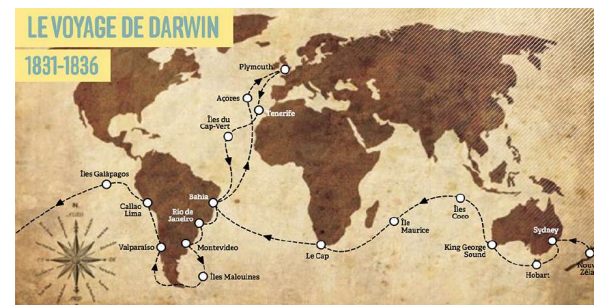 LE VOYAGE DE DARWIN
1831-1836
Plymouth
Açores
Tenerife
Îles du
Cap-Vert
Îles Galápagos
Callao
Lima
Bahia
Rio de
Janeiro
Valparaiso
Montevideo
Îles Malouines
Le Cap
Île
Maurice
Îles
Coco
King George
Sound
Sydney
Hobart
N.